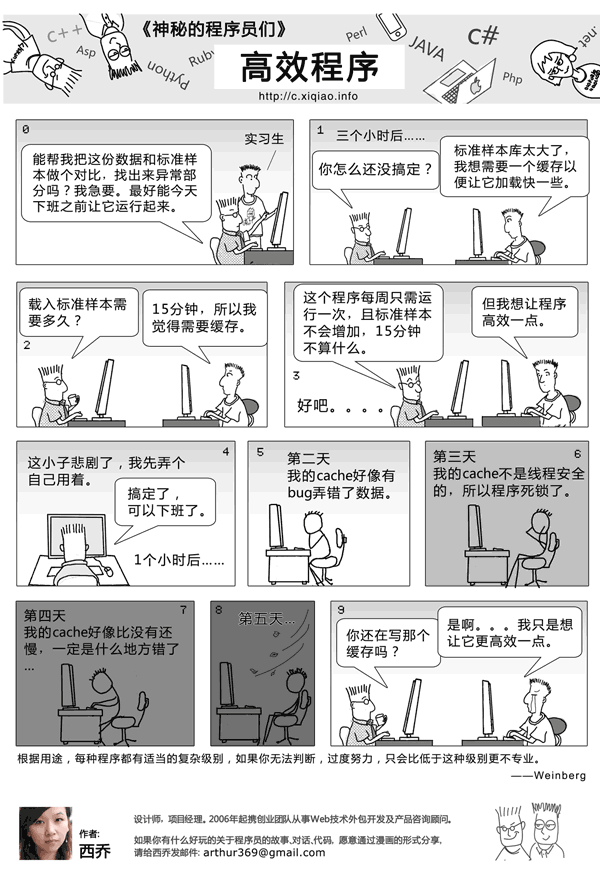 《神秘的程序员们》
C++
Asp
Python
Ruby
Perl
JAVA
c#
Php
.net
高效程序
http://c.xiqiao.info
0
实习生
能帮我把这份数据和标准样
本做个对比，找出来异常部
分吗？我急要。最好能今天
下班之前让它运行起来。
1
三个小时后……
你怎么还没搞定？
标准样本库太大了，
我想需要一个缓存以
便让它加载快一些。
载入标准样本需
要多久？
15分钟，所以我
觉得需要缓存。
2
这个程序每周只需运
行一次，且标准样本
不会增加，15分钟
不算什么。
但我想让程序
高效一点。
3
好吧。。。。
4
这小子悲剧了，我先弄个
自己用着。
搞定了，
可以下班了。
1个小时后……
5
第二天
我的cache好像有
bug弄错了数据。
6
第三天
我的cache不是线程安全
的，所以程序死锁了。
7
第四天
我的cache好像比没有还
慢，一定是什么地方错了
…
8
第五天…
9
你还在写那个
缓存吗？
是啊。。。我只是想
让它更高效一点。
根据用途，每种程序都有适当的复杂级别，如果你无法判断，过度努力，只会比低于这种级别更不专业。
——Weinberg
作者:
西乔
设计师，项目经理。2006年起携创业团队从事Web技术外包开发及产品咨询顾问。
如果你有什么好玩的关于程序员的故事、对话、代码，愿意通过漫画的形式分享，
请给西乔发邮件: arthur369@gmail.com